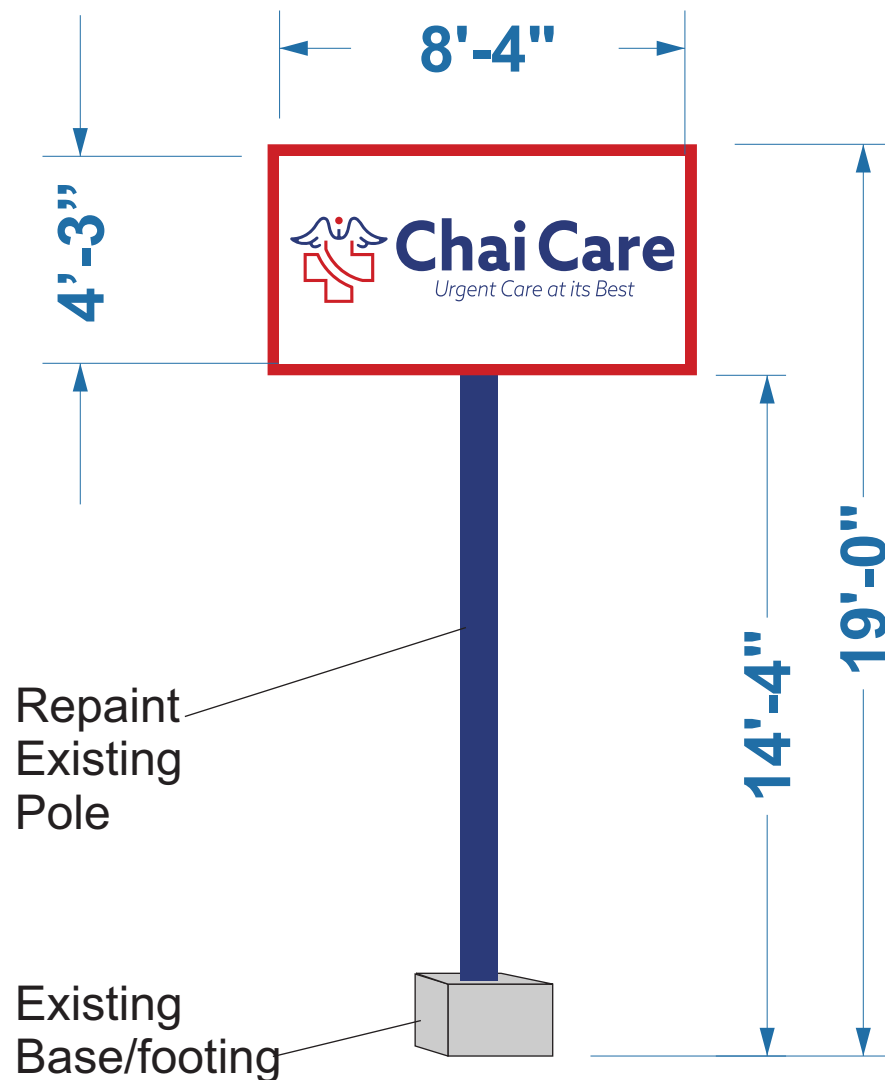 8'-4"
4’-3”
Chai Care
Urgent Care at its Best
19'-0"
14'-4"
Repaint
Existing
Pole
Existing
Base/footing